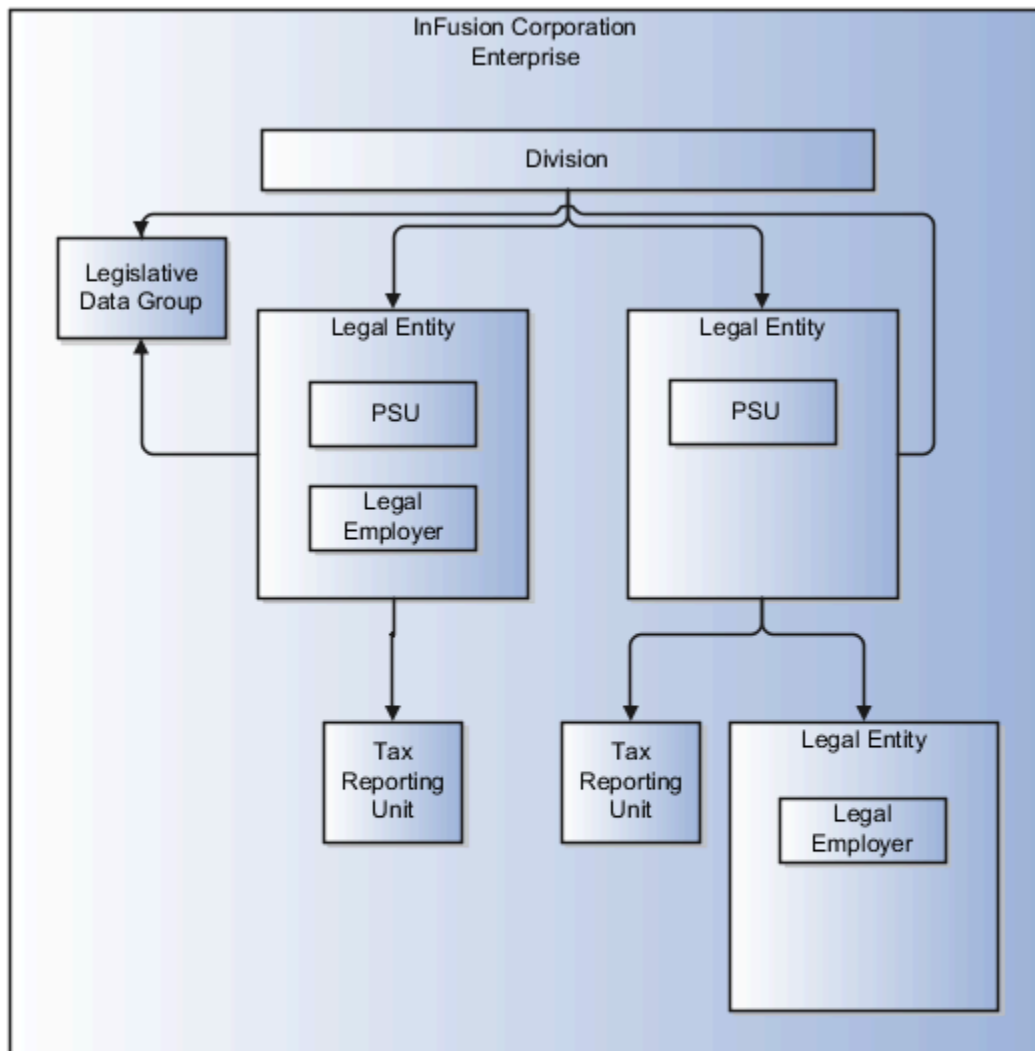 InFusion Corporation
Enterprise
Division
Legislative
Data Group
Legal Entity
PSU
Legal
Employer
Legal Entity
PSU
Tax
Reporting
Unit
Tax
Reporting
Unit
Legal Entity
Legal
Employer